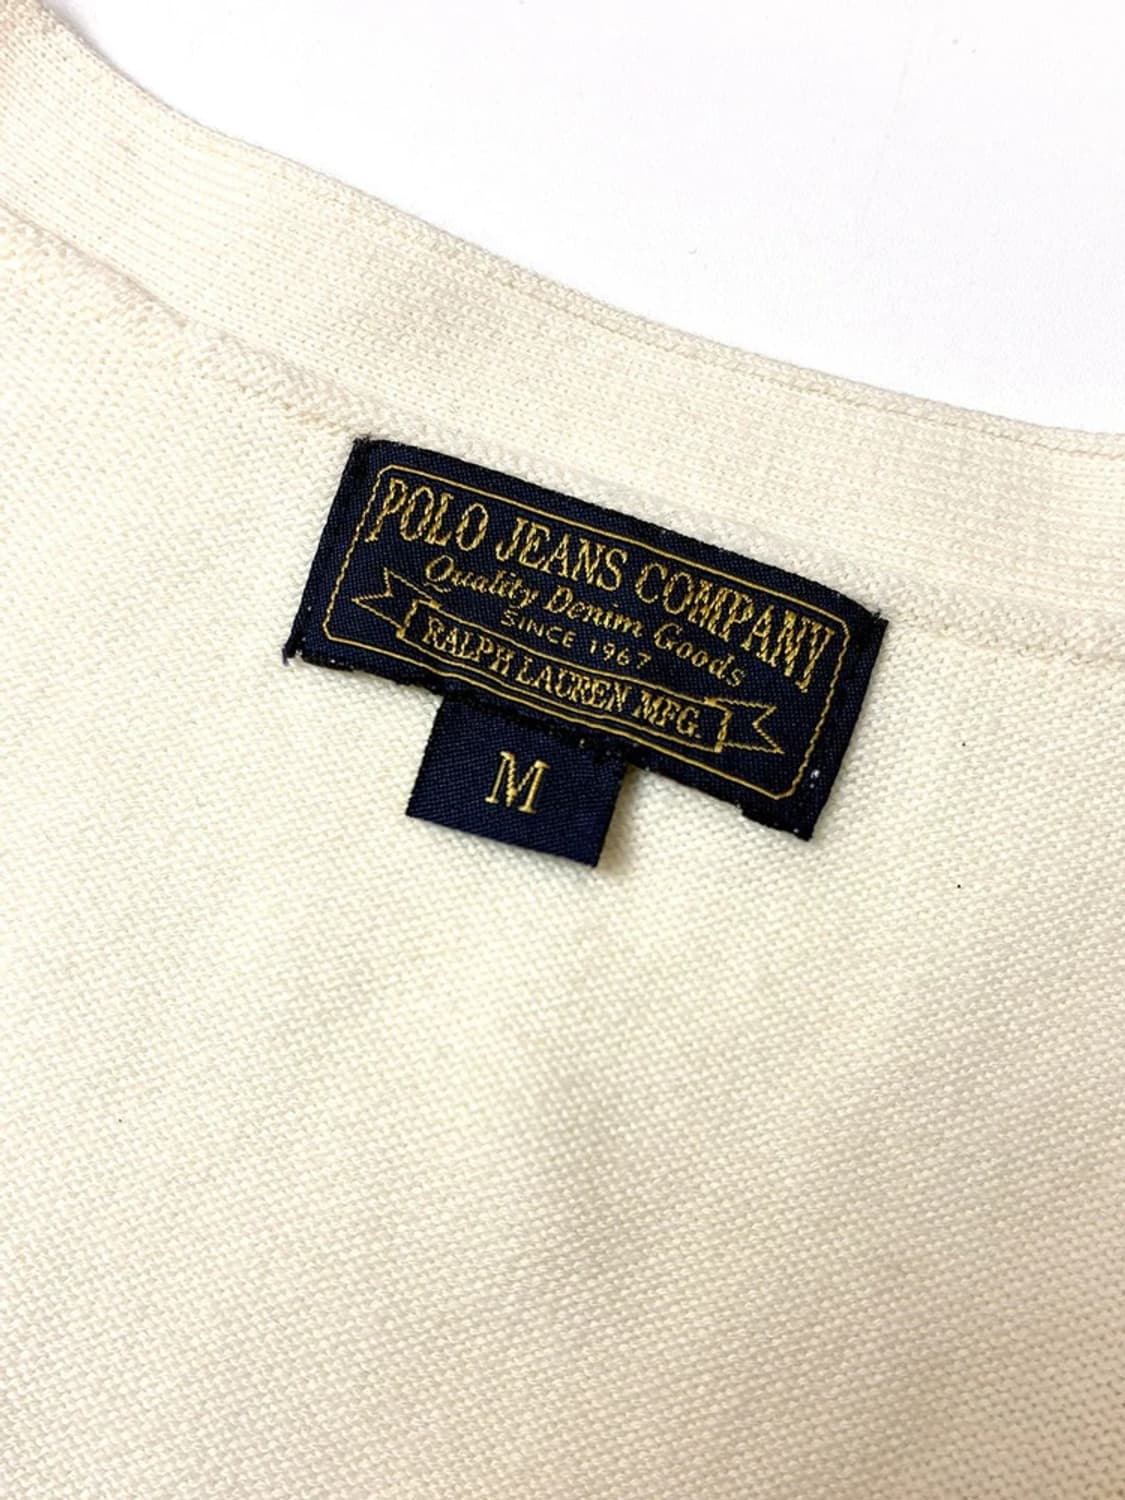 POLO JEANS COMPANY
Quality Denim Goods
SINCE 1967
RALPH LAUREN MFG.
M